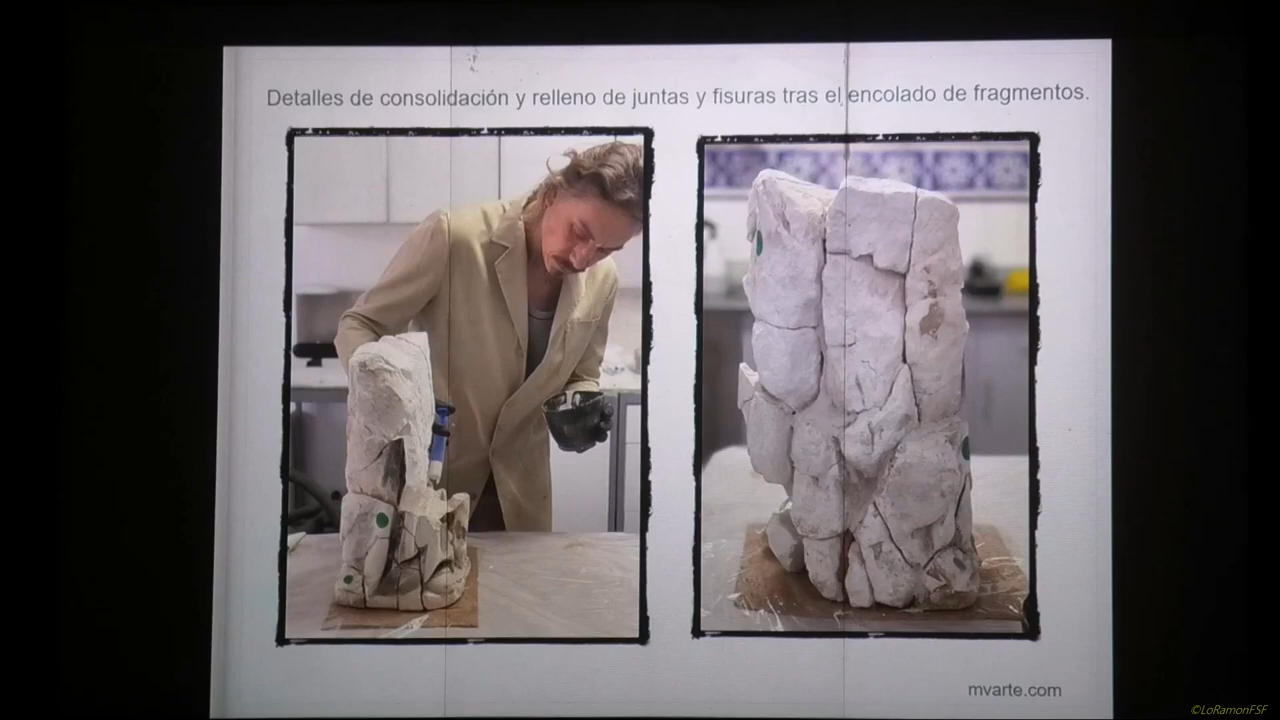 Detalles de consolidación y relleno de juntas y fisuras tras el encolado de fragmentos.
mvarte.com
©LoRamonFSF